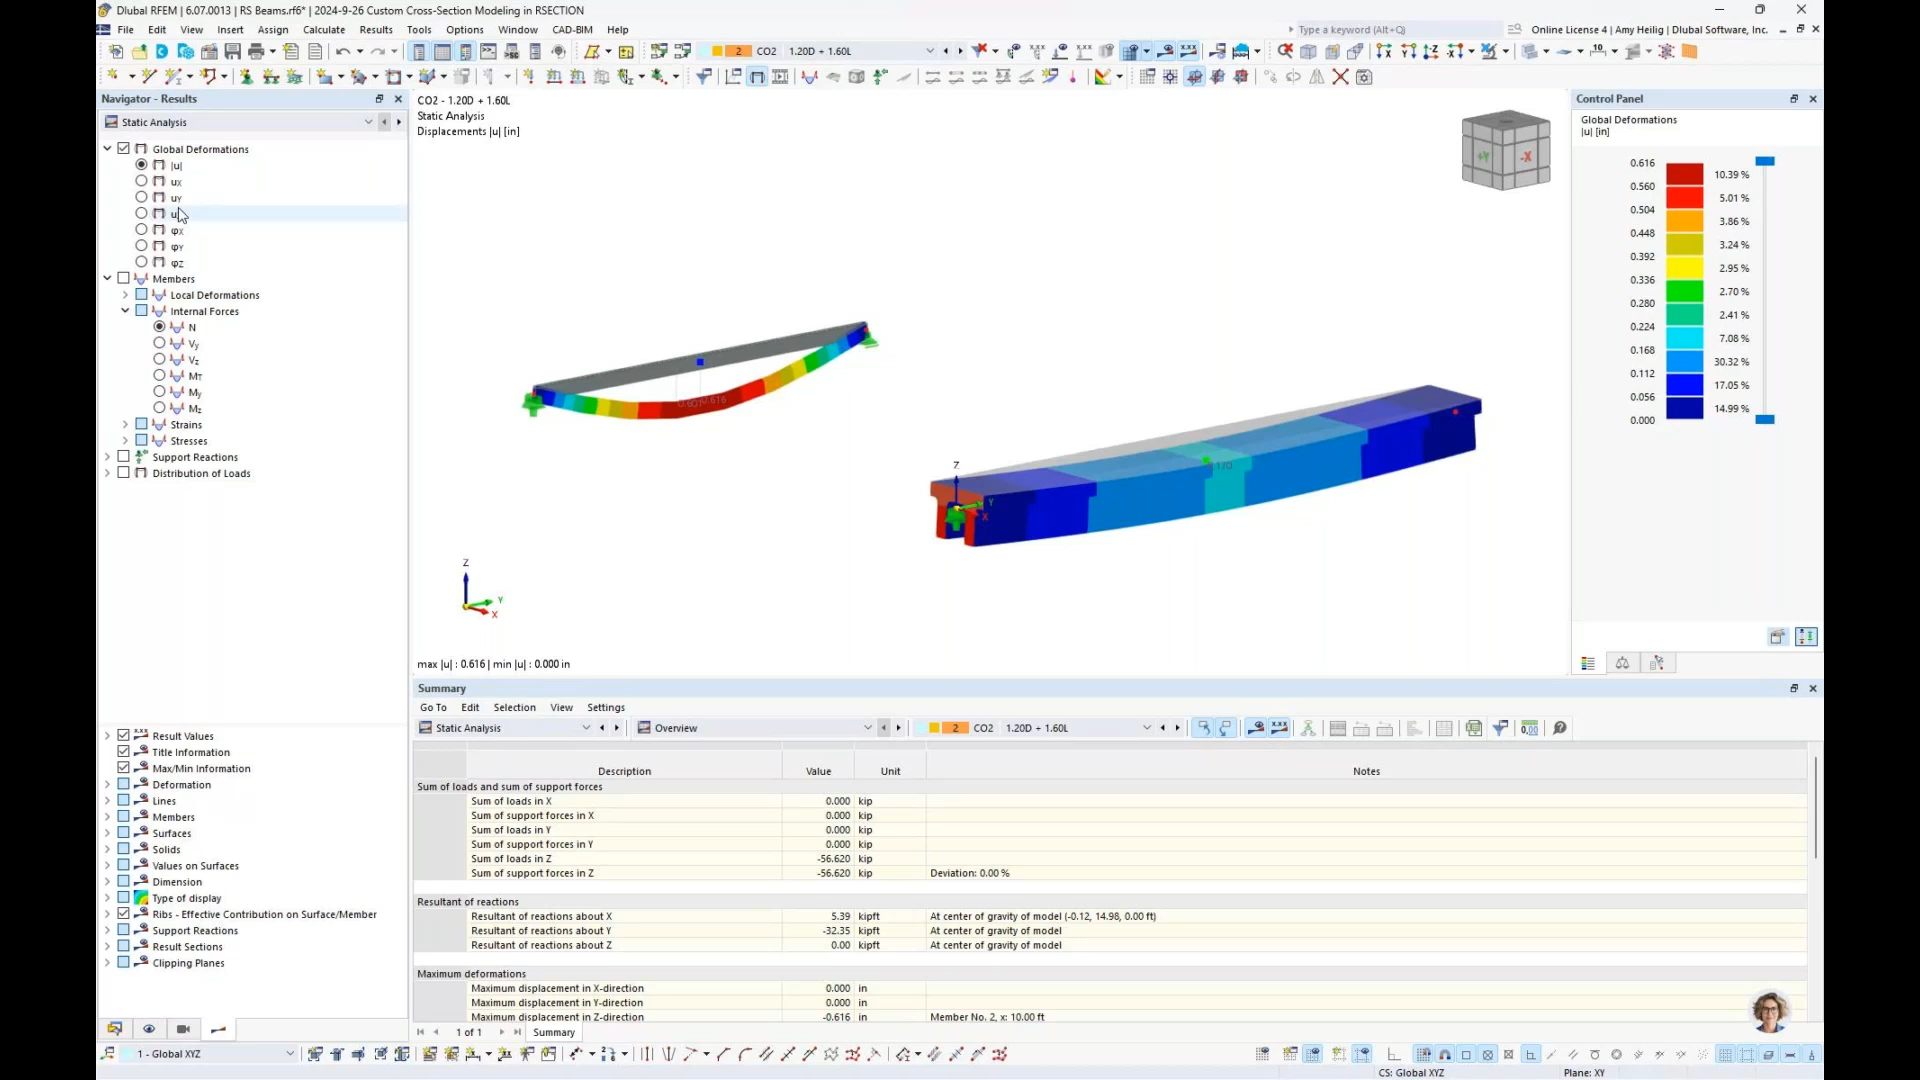 Dlubal RFEM | 6.07.0013 | RS Beams.rf6* | 2024-9-26 Custom Cross-Section Modeling in RSECTION
File Edit View Insert Assign Calculate Results Tools Options Window CAD-BIM Help
Type a keyword (Alt+Q)
Online License 4 | Amy Heilig | Dlubal Software, Inc.
2 CO2 1.20D + 1.60L
Navigator - Results
Static Analysis
Global Deformations
|u|
uX
uY
φX
φY
φZ
Members
Local Deformations
Internal Forces
N
Vy
Vz
MT
My
Mz
Strains
Stresses
Support Reactions
Distribution of Loads
Result Values
Title Information
Max/Min Information
Deformation
Lines
Members
Surfaces
Solids
Values on Surfaces
Dimension
Type of display
Ribs - Effective Contribution on Surface/Member
Support Reactions
Result Sections
Clipping Planes
CO2 - 1.20D + 1.60L
Static Analysis
Displacements |u| [in]
+Y -X
0.616
Z
Y
X
Z
Y
X
max |u| : 0.616 | min |u| : 0.000 in
Control Panel
Global Deformations
|u| [in]
0.616
10.39 %
0.560
5.01 %
0.504
3.86 %
0.448
3.24 %
0.392
2.95 %
0.336
2.70 %
0.280
2.41 %
0.224
7.08 %
0.168
30.32 %
0.112
17.05 %
0.056
14.99 %
0.000
Summary
Go To Edit Selection View Settings
Static Analysis Overview 2 CO2 1.20D + 1.60L
Description Value Unit Notes
Sum of loads and sum of support forces
Sum of loads in X 0.000 kip
Sum of support forces in X 0.000 kip
Sum of loads in Y 0.000 kip
Sum of support forces in Y 0.000 kip
Sum of loads in Z -56.620 kip
Sum of support forces in Z -56.620 kip Deviation: 0.00 %
Resultant of reactions
Resultant of reactions about X 5.39 kipft At center of gravity of model (-0.12, 14.98, 0.00 ft)
Resultant of reactions about Y -32.35 kipft At center of gravity of model
Resultant of reactions about Z 0.00 kipft At center of gravity of model
Maximum deformations
Maximum displacement in X-direction 0.000 in
Maximum displacement in Y-direction 0.000 in
Maximum displacement in Z-direction -0.616 in Member No. 2, x: 10.00 ft
1 of 1 Summary
1 - Global XYZ
CS: Global XYZ Plane: XY